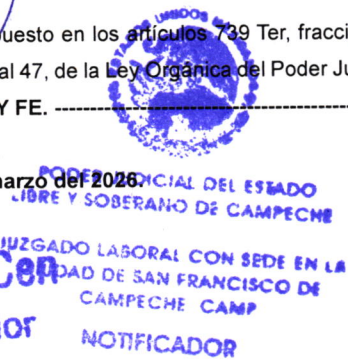 puesto en los artículos 739 Ter, fracci
al 47, de la Ley Orgánica del Poder Ju
Y FE. ------------------------------------
UNIDOS
marzo del 2026.
PODER JUDICIAL DEL ESTADO
LIBRE Y SOBERANO DE CAMPECHE
JUZGADO LABORAL CON SEDE EN LA
CIUDAD DE SAN FRANCISCO DE
CAMPECHE CAMP
NOTIFICADOR